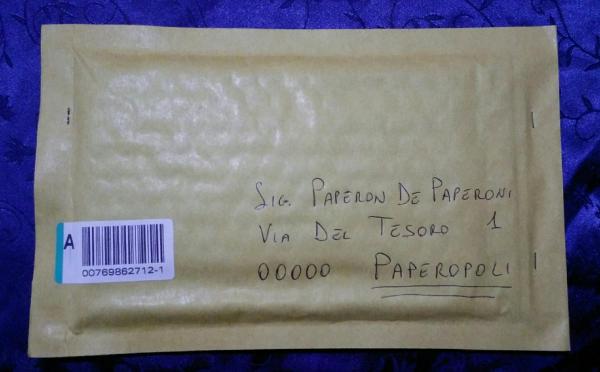 SIG. PAPERON DE PAPERONI
VIA DEL TESORO 1
00000 PAPEROPOLI
A
00769862712-1